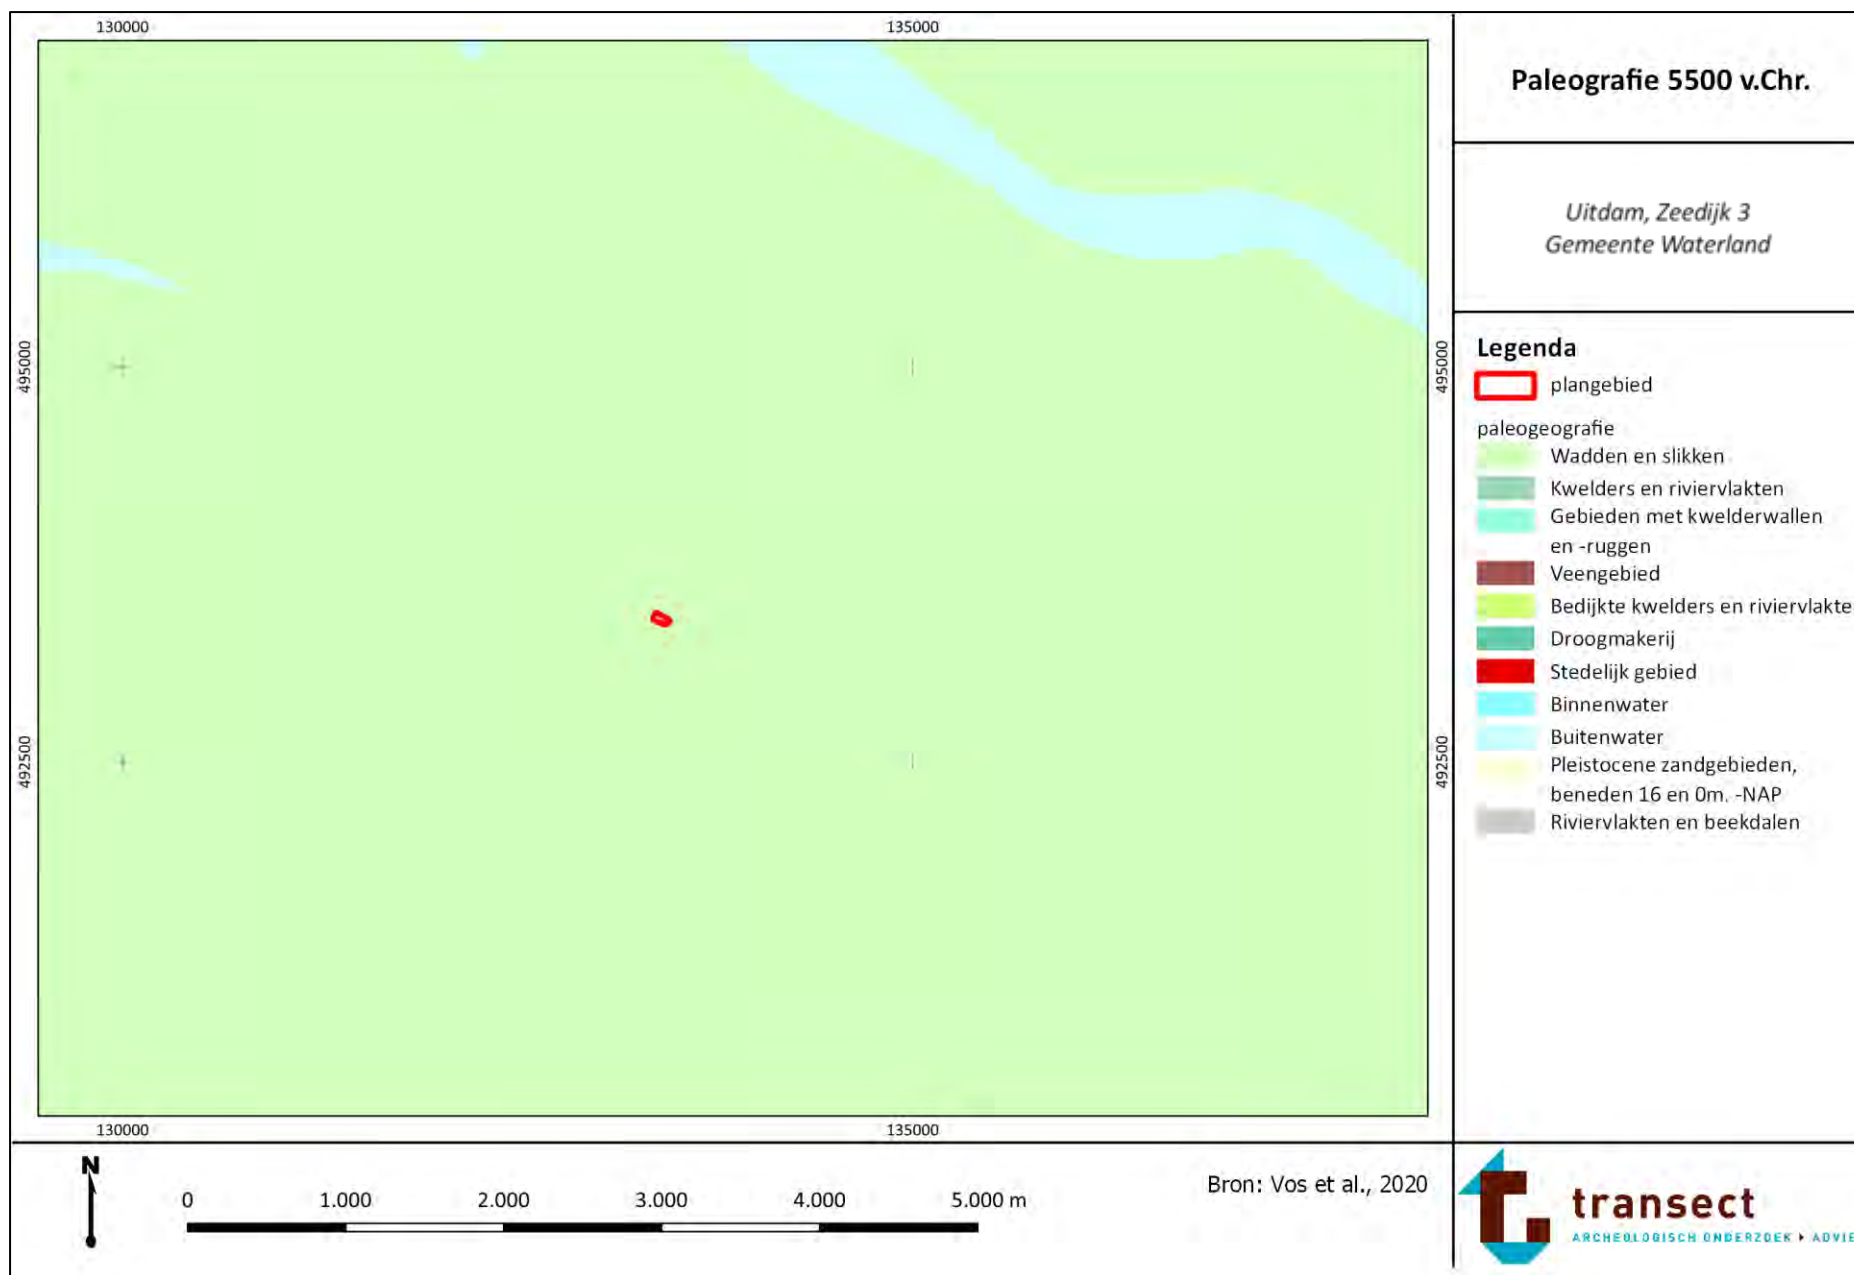 130000
135000
Paleografie 5500 v.Chr.
Uitdam, Zeedijk 3
Gemeente Waterland
495000
495000
492500
492500
Legenda
plangebied
paleogeografie
Wadden en slikken
Kwelders en riviervlakten
Gebieden met kwelderwallen
en -ruggen
Veengebied
Bedijkte kwelders en riviervlakte
Droogmakerij
Stedelijk gebied
Binnenwater
Buitenwater
Pleistocene zandgebieden,
beneden 16 en 0m. -NAP
Riviervlakten en beekdalen
130000
135000
N
0 1.000 2.000 3.000 4.000 5.000 m
Bron: Vos et al., 2020
transect
ARCHEOLOGISCH ONDERZOEK ADVIE